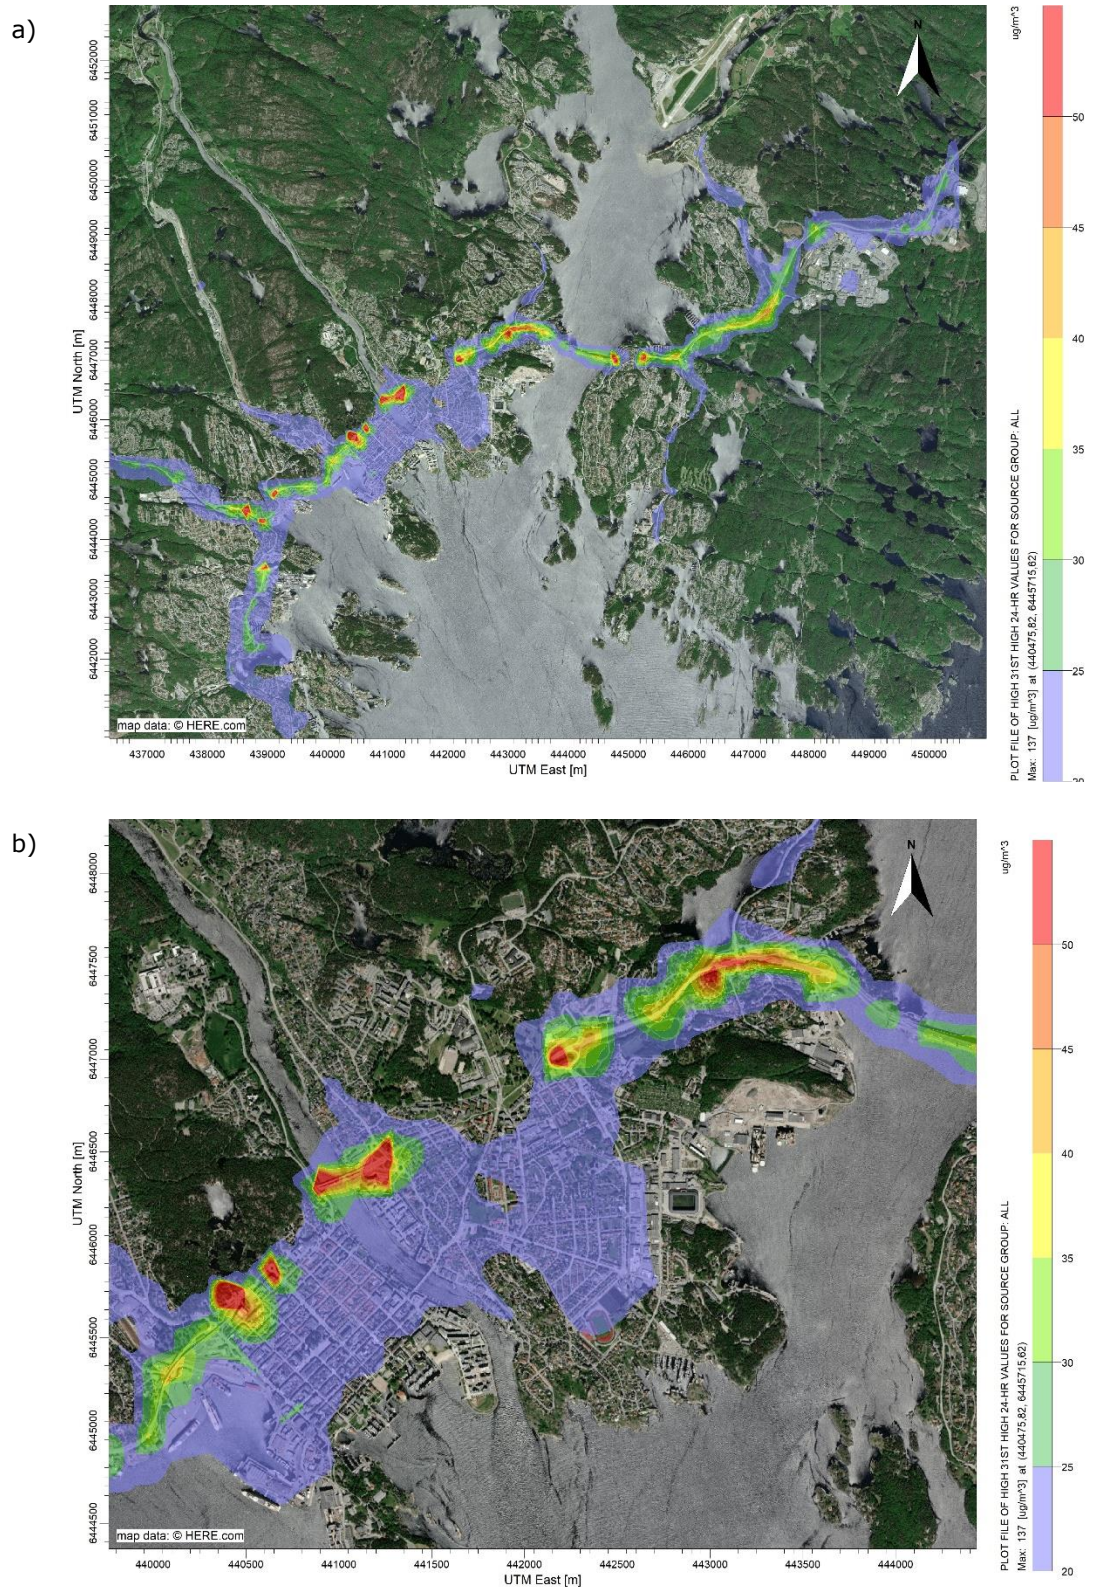 a)
N
ug/m^3
50
45
40
35
30
25
20
PLOT FILE OF HIGH 31ST HIGH 24-HR VALUES FOR SOURCE GROUP: ALL
Max: 137 [ug/m^3] at (440475,82, 6445715,62)
UTM North [m]
6452000
6451000
6450000
6449000
6448000
6447000
6446000
6445000
6444000
6443000
6442000
map data: © HERE.com
437000 438000 439000 440000 441000 442000 443000 444000 445000 446000 447000 448000 449000 450000
UTM East [m]
b)
N
ug/m^3
50
45
40
35
30
25
20
PLOT FILE OF HIGH 31ST HIGH 24-HR VALUES FOR SOURCE GROUP: ALL
Max: 137 [ug/m^3] at (440475,82, 6445715,62)
UTM North [m]
6448000
6447500
6447000
6446500
6446000
6445500
6445000
6444500
map data: © HERE.com
440000 440500 441000 441500 442000 442500 443000 443500 444000
UTM East [m]